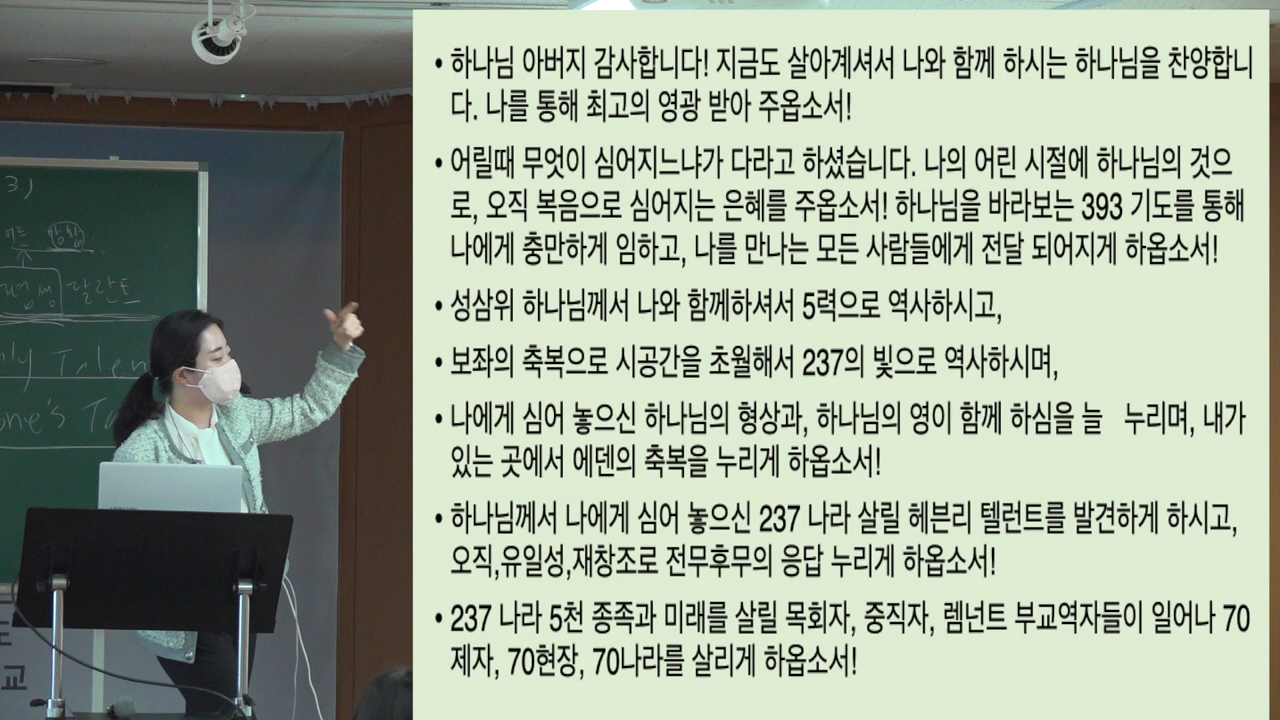 • 하나님 아버지 감사합니다! 지금도 살아계셔서 나와 함께 하시는 하나님을 찬양합니
다. 나를 통해 최고의 영광 받아 주옵소서!
• 어릴때 무엇이 심어지느냐가 다라고 하셨습니다. 나의 어린 시절에 하나님의 것으
로, 오직 복음으로 심어지는 은혜를 주옵소서! 하나님을 바라보는 393 기도를 통해
나에게 충만하게 임하고, 나를 만나는 모든 사람들에게 전달 되어지게 하옵소서!
• 성삼위 하나님께서 나와 함께하셔서 5력으로 역사하시고,
• 보좌의 축복으로 시공간을 초월해서 237의 빛으로 역사하시며,
• 나에게 심어 놓으신 하나님의 형상과, 하나님의 영이 함께 하심을 늘 누리며, 내가
있는 곳에서 에덴의 축복을 누리게 하옵소서!
• 하나님께서 나에게 심어 놓으신 237 나라 살릴 헤븐리 텔런트를 발견하게 하시고,
오직,유일성,재창조로 전무후무의 응답 누리게 하옵소서!
• 237 나라 5천 종족과 미래를 살릴 목회자, 중직자, 렘넌트 부교역자들이 일어나 70
제자, 70현장, 70나라를 살리게 하옵소서!
3)
달란트
ly Talen
one's Ta
교